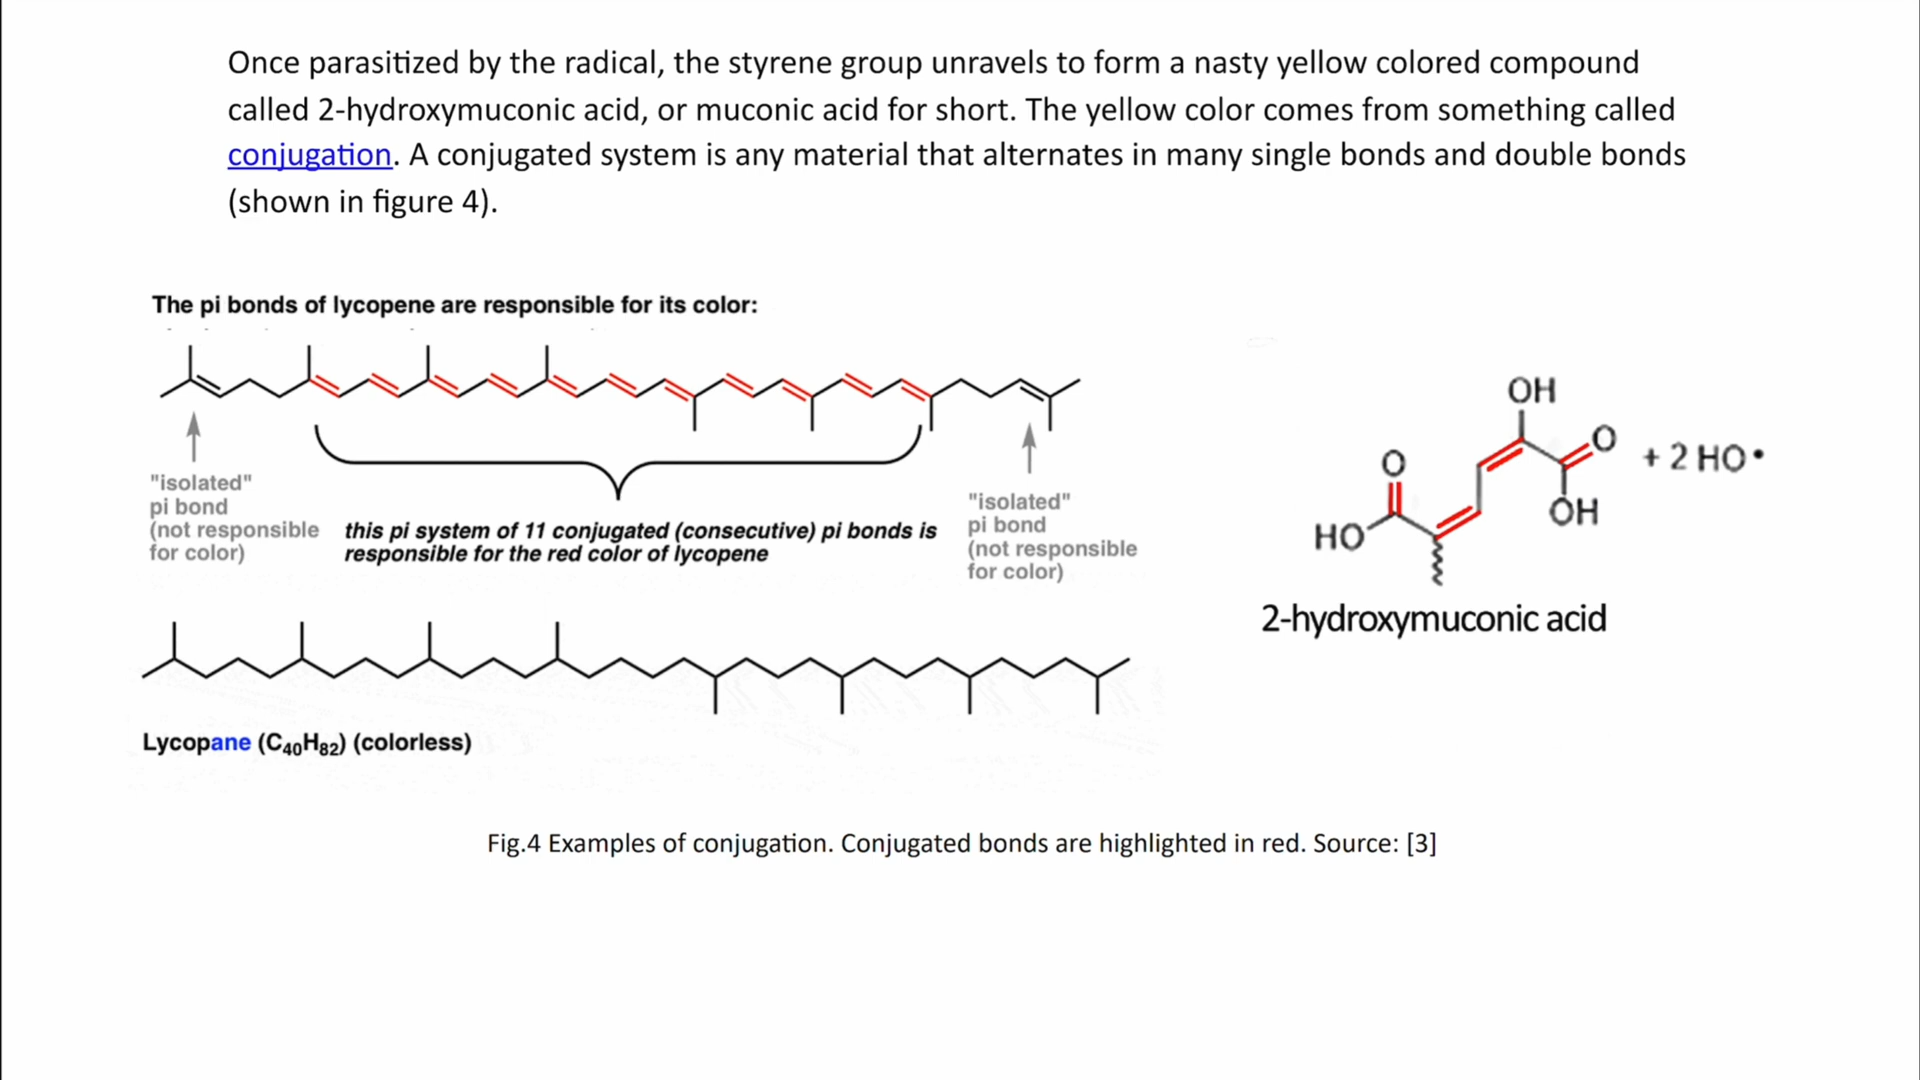 Once parasitized by the radical, the styrene group unravels to form a nasty yellow colored compound
called 2-hydroxymuconic acid, or muconic acid for short. The yellow color comes from something called
conjugation. A conjugated system is any material that alternates in many single bonds and double bonds
(shown in figure 4).
The pi bonds of lycopene are responsible for its color:
"isolated"
pi bond
(not responsible
for color)
this pi system of 11 conjugated (consecutive) pi bonds is
responsible for the red color of lycopene
"isolated"
pi bond
(not responsible
for color)
Lycopane (C₄₀H₈₂) (colorless)
OH
O
O
+ 2 HO•
OH
HO
2-hydroxymuconic acid
Fig.4 Examples of conjugation. Conjugated bonds are highlighted in red. Source: [3]